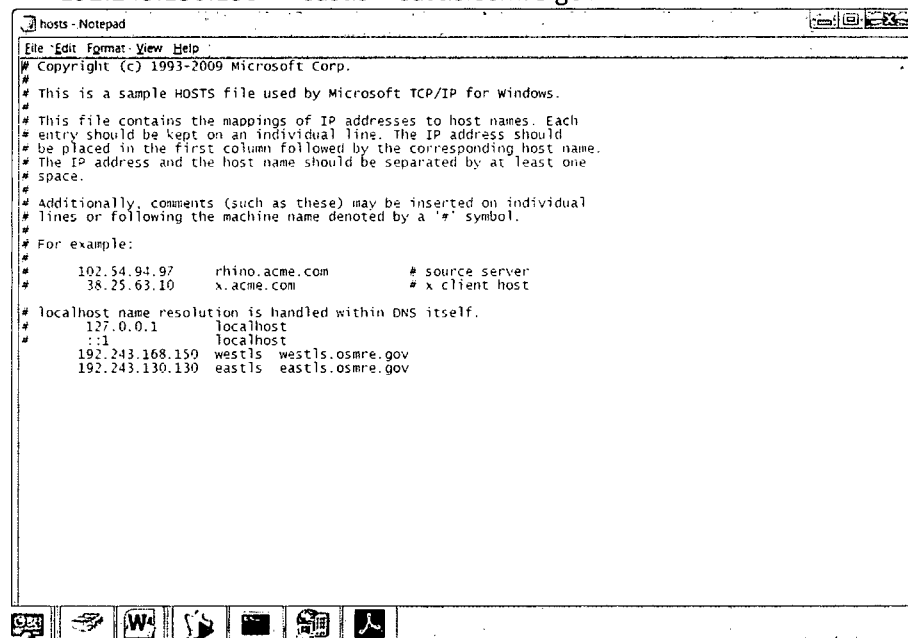 hosts - Notepad
File Edit Format View Help
# Copyright (c) 1993-2009 Microsoft Corp.
#
# This is a sample HOSTS file used by Microsoft TCP/IP for Windows.
#
# This file contains the mappings of IP addresses to host names. Each
# entry should be kept on an individual line. The IP address should
# be placed in the first column followed by the corresponding host name.
# The IP address and the host name should be separated by at least one
# space.
#
# Additionally, comments (such as these) may be inserted on individual
# lines or following the machine name denoted by a '#' symbol.
#
# For example:
#
# 102.54.94.97 rhino.acme.com # source server
# 38.25.63.10 x.acme.com # x client host
# localhost name resolution is handled within DNS itself.
# 127.0.0.1 localhost
# ::1 localhost
192.243.168.150 westls westls.osmre.gov
192.243.130.130 eastls eastls.osmre.gov
W